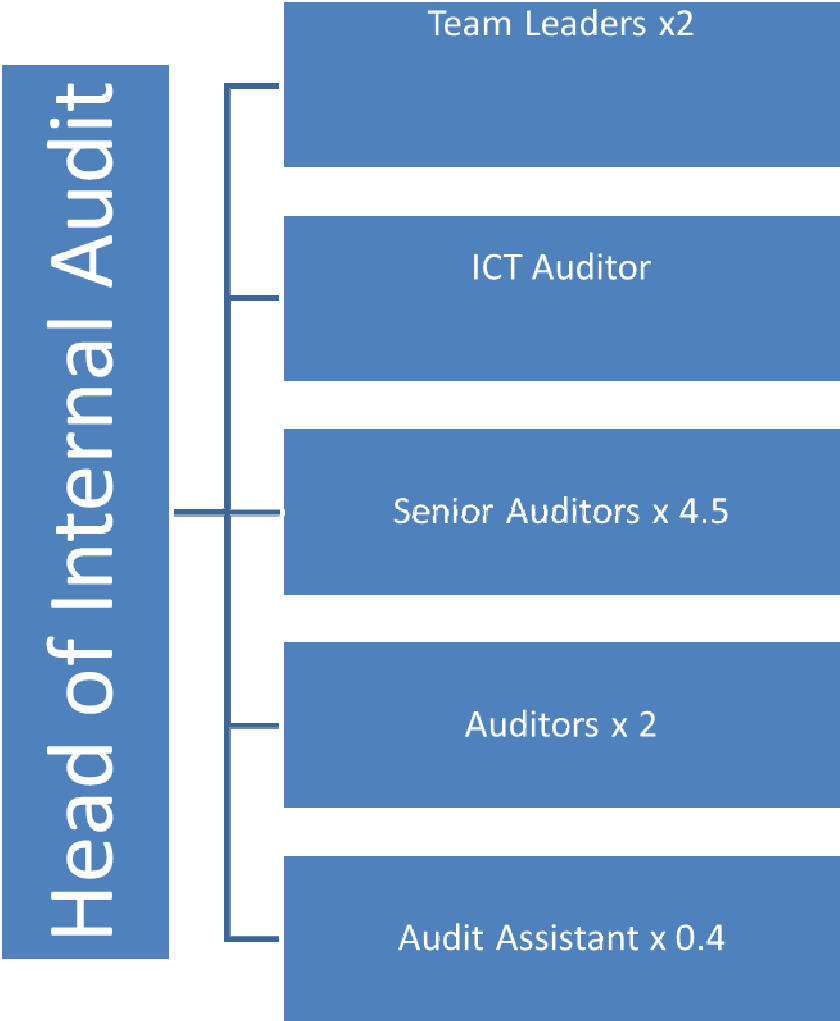 Head of Internal Audit
Team Leaders x2
ICT Auditor
Senior Auditors x 4.5
Auditors x 2
Audit Assistant x 0.4